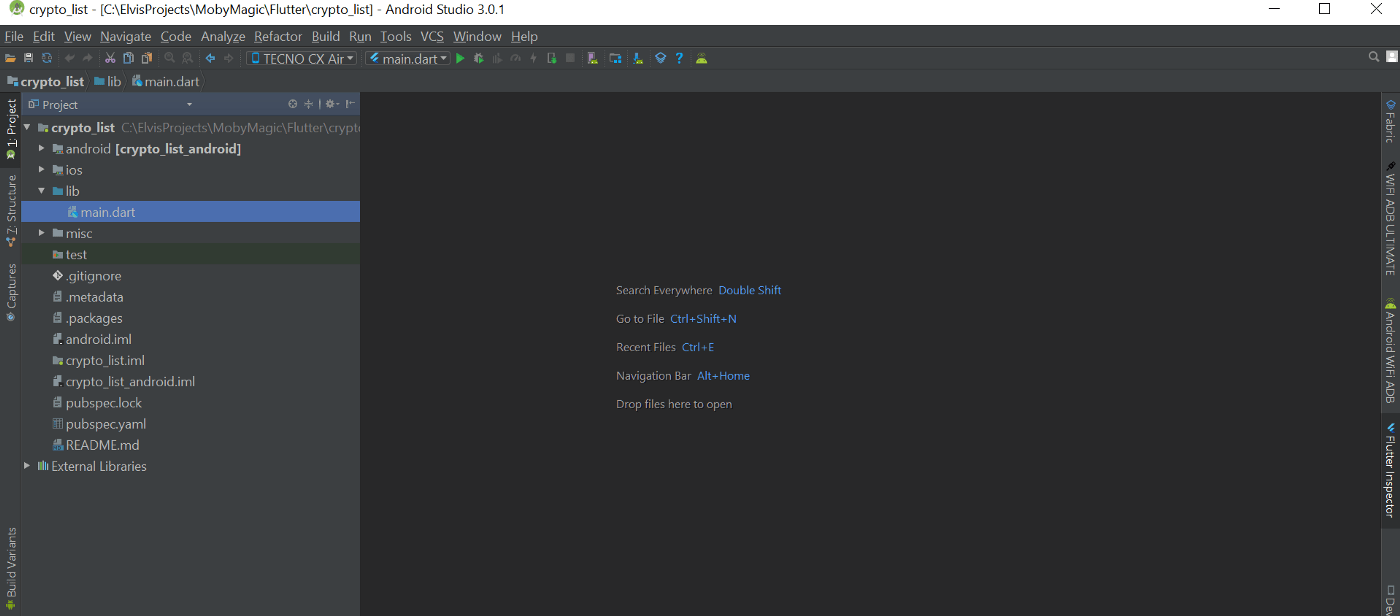 crypto_list - [C:\ElvisProjects\MobyMagic\Flutter\crypto_list] - Android Studio 3.0.1
File Edit View Navigate Code Analyze Refactor Build Run Tools VCS Window Help
TECNO CX Air main.dart
crypto_list lib main.dart
Project
crypto_list C:\ElvisProjects\MobyMagic\Flutter\crypto
android [crypto_list_android]
ios
lib
main.dart
misc
test
.gitignore
.metadata
.packages
android.iml
crypto_list.iml
crypto_list_android.iml
pubspec.lock
pubspec.yaml
README.md
External Libraries
1: Project
7: Structure
Captures
Build Variants
Search Everywhere Double Shift
Go to File Ctrl+Shift+N
Recent Files Ctrl+E
Navigation Bar Alt+Home
Drop files here to open
Fabric
WIFI ADB ULTIMATE
Android WiFi ADB
Flutter Inspector